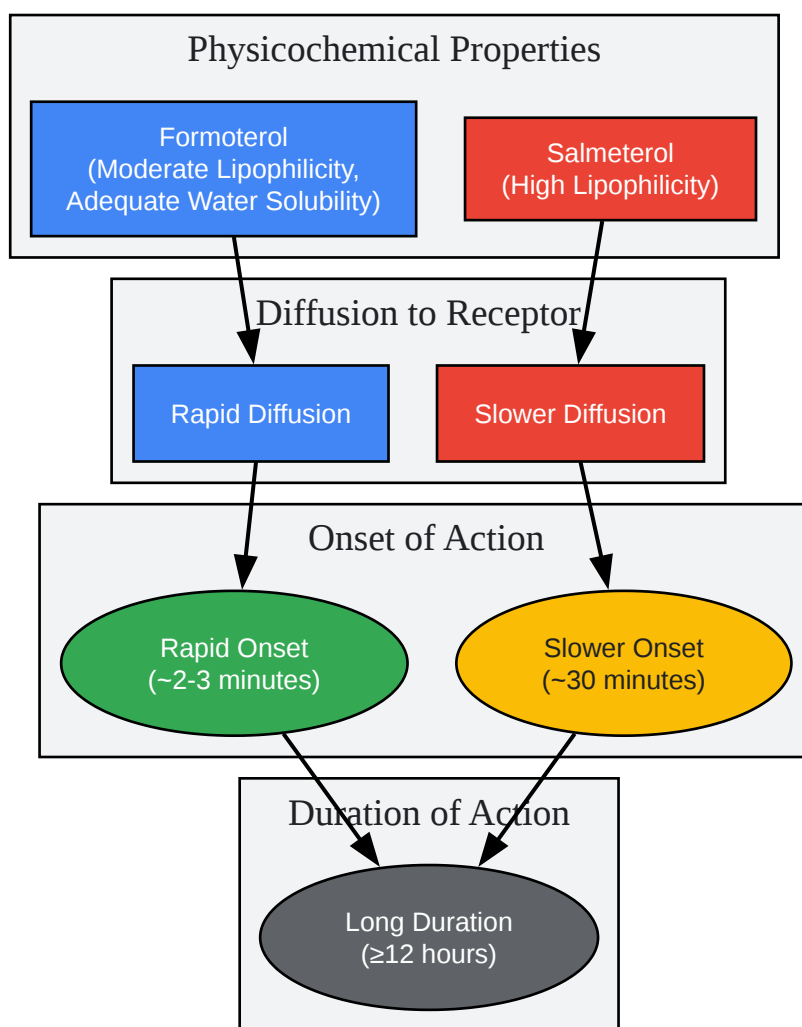 Physicochemical Properties
Formoterol
(Moderate Lipophilicity,
Adequate Water Solubility)
Salmeterol
(High Lipophilicity)
Diffusion to Receptor
Rapid Diffusion
Slower Diffusion
Onset of Action
Rapid Onset
(~2-3 minutes)
Slower Onset
(~30 minutes)
Duration of Action
Long Duration
(≥12 hours)